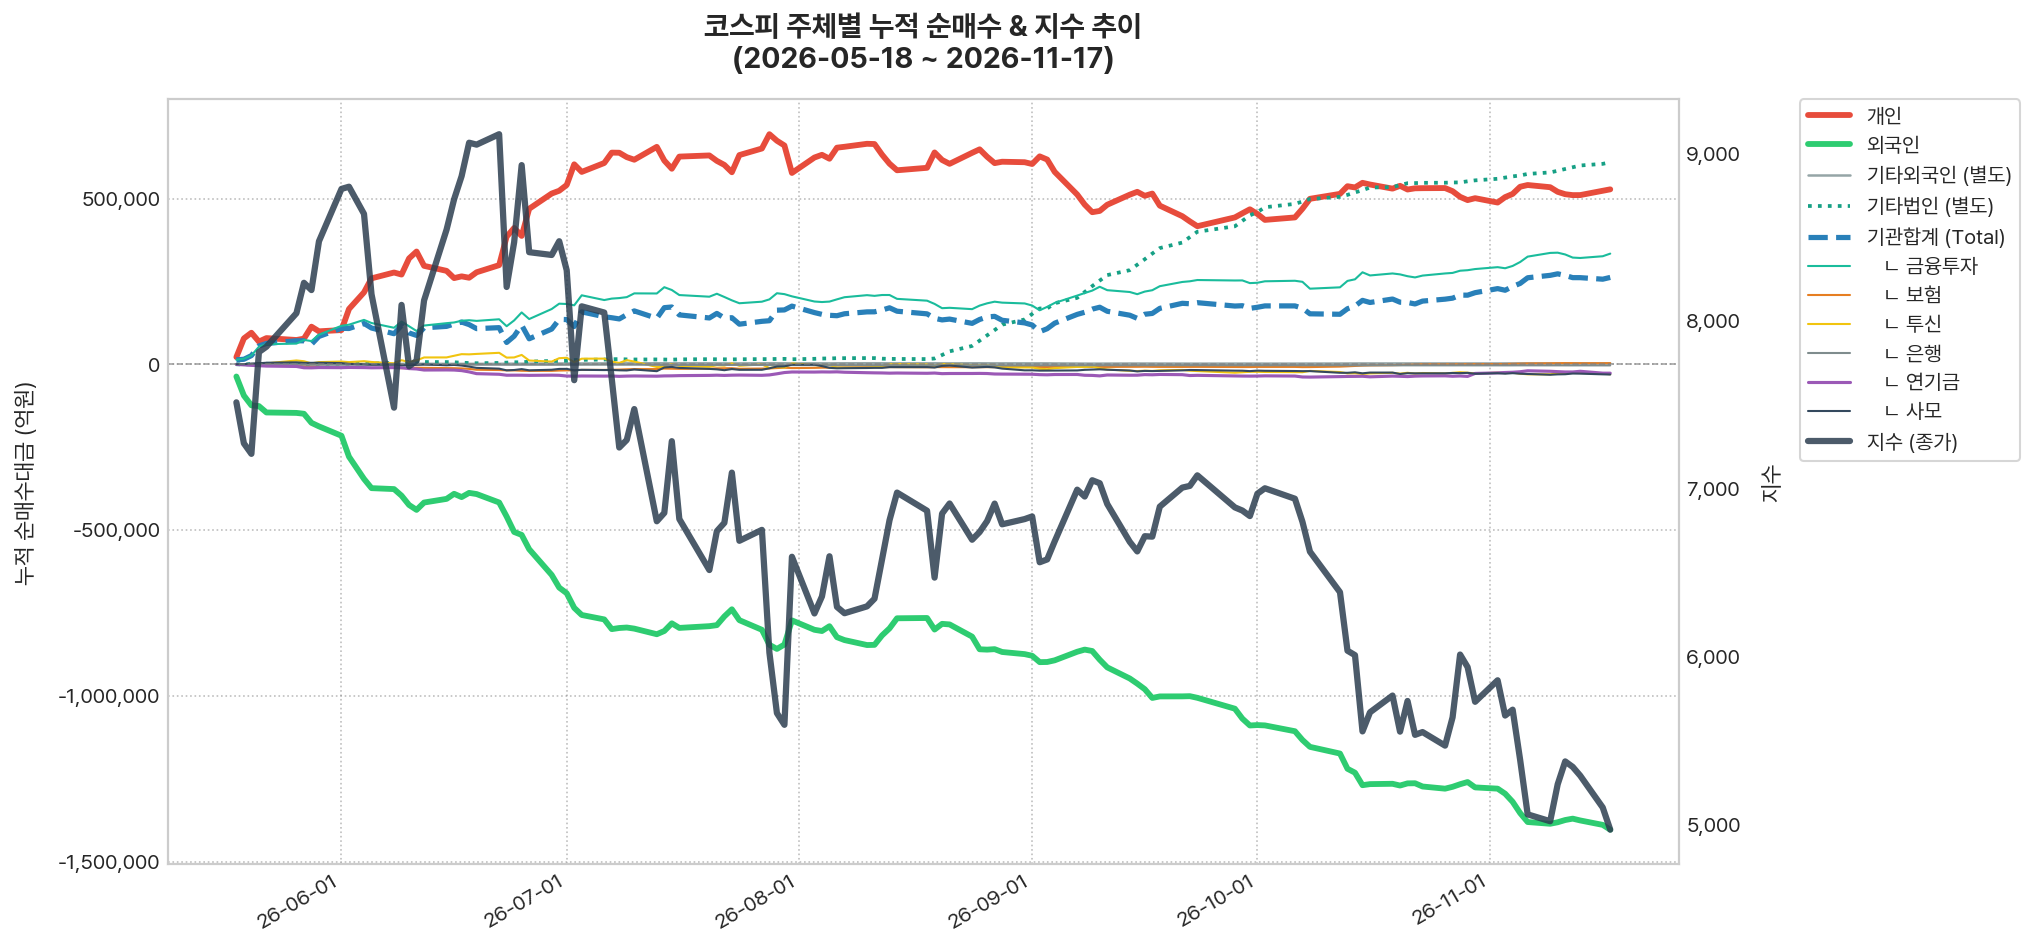 코스피 주체별 누적 순매수 & 지수 추이
(2026-05-18 ~ 2026-11-17)
누적 순매수대금 (억원)
500,000
0
-500,000
-1,000,000
-1,500,000
26-06-01
26-07-01
26-08-01
26-09-01
26-10-01
26-11-01
9,000
8,000
7,000
6,000
5,000
지수
개인
외국인
기타외국인 (별도)
기타법인 (별도)
기관합계 (Total)
ㄴ 금융투자
ㄴ 보험
ㄴ 투신
ㄴ 은행
ㄴ 연기금
ㄴ 사모
지수 (종가)